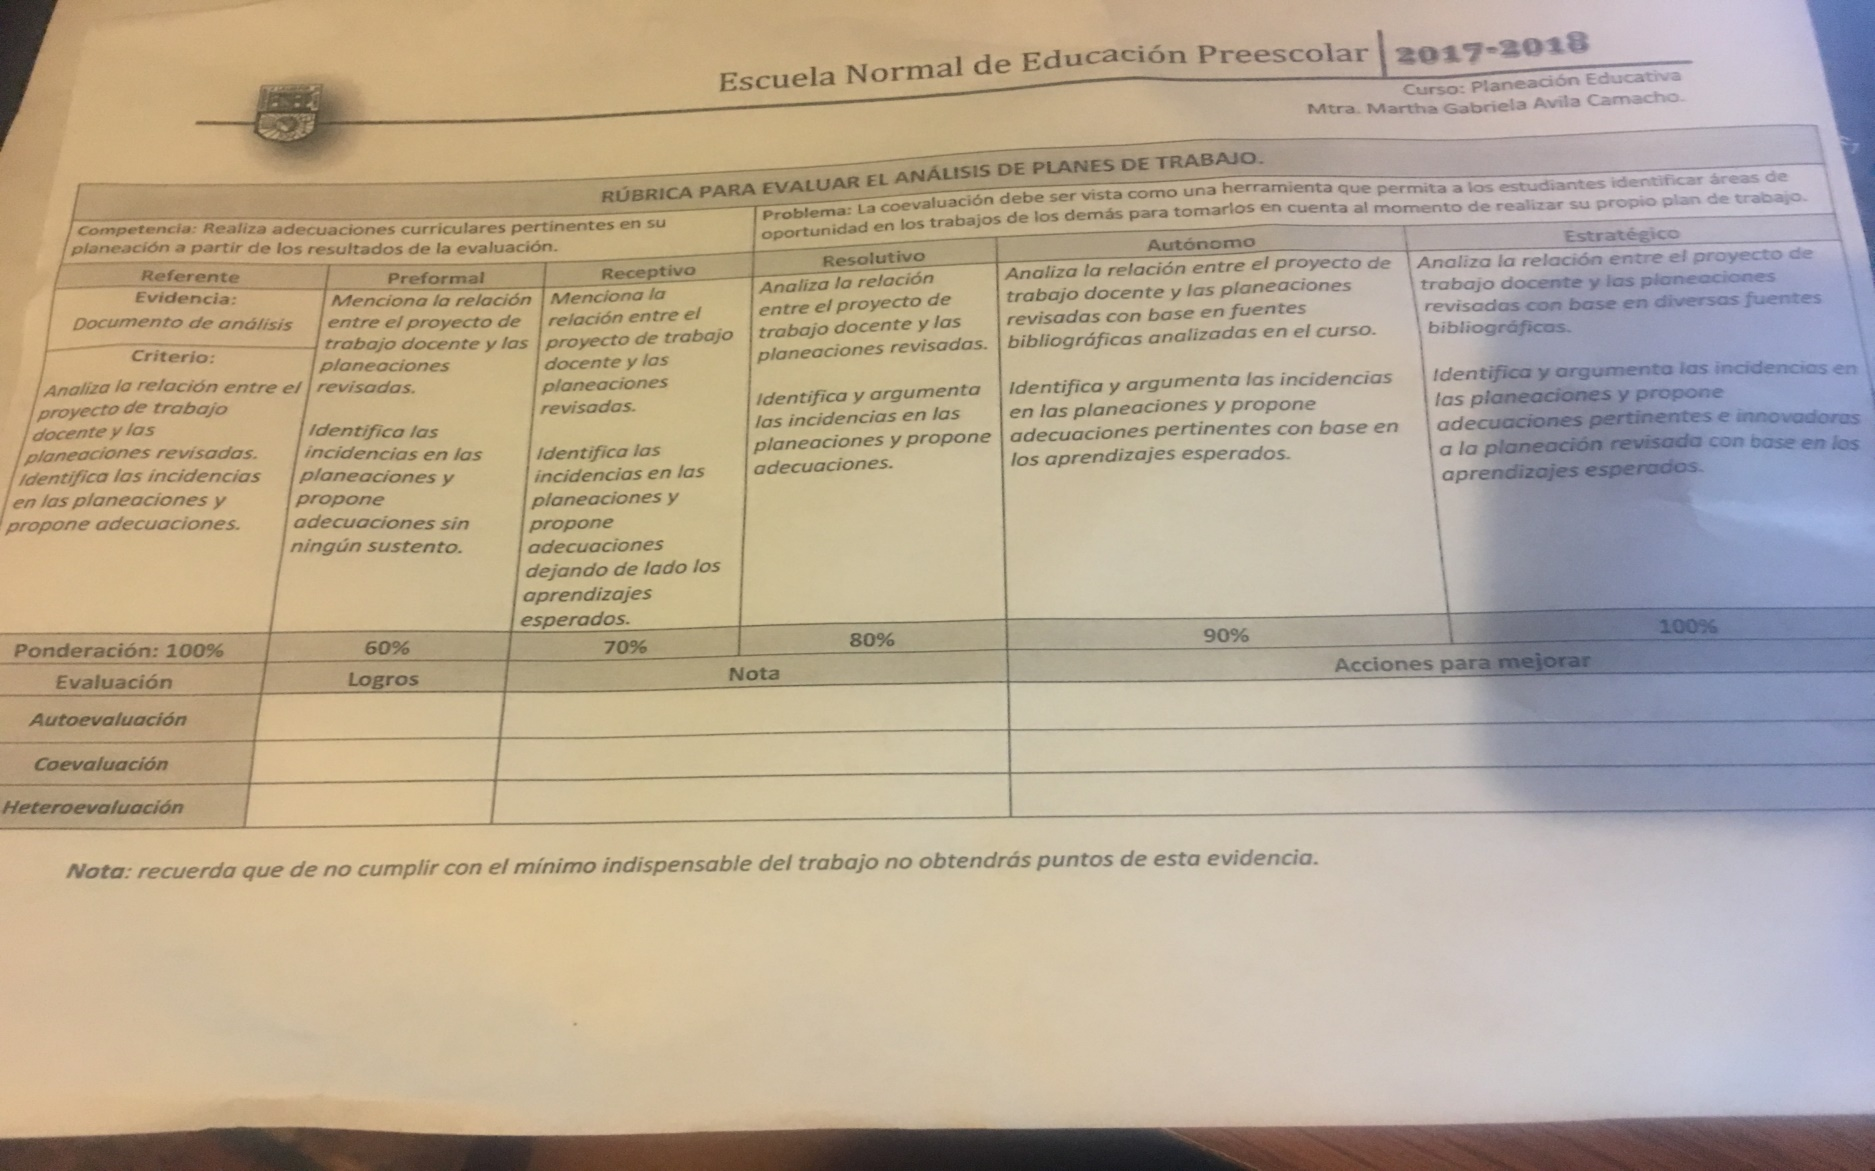 Escuela Normal de Educación Preescolar 2017-2018
Curso: Planeación Educativa
Mtra. Martha Gabriela Avila Camacho.
RÚBRICA PARA EVALUAR EL ANÁLISIS DE PLANES DE TRABAJO.
Competencia: Realiza adecuaciones curriculares pertinentes en su
planeación a partir de los resultados de la evaluación.
Problema: La coevaluación debe ser vista como una herramienta que permita a los estudiantes identificar áreas de
oportunidad en los trabajos de los demás para tomarlos en cuenta al momento de realizar su propio plan de trabajo.
Referente
Preformal
Receptivo
Resolutivo
Autónomo
Estratégico
Evidencia:
Documento de análisis
Criterio:
Analiza la relación entre el
proyecto de trabajo
docente y las
planeaciones revisadas.
Identifica las incidencias
en las planeaciones y
propone adecuaciones.
Menciona la relación
entre el proyecto de
trabajo docente y las
planeaciones
revisadas.
Identifica las
incidencias en las
planeaciones y
propone
adecuaciones sin
ningún sustento.
Menciona la
relación entre el
proyecto de trabajo
docente y las
planeaciones
revisadas.
Identifica las
incidencias en las
planeaciones y
propone
adecuaciones
dejando de lado los
aprendizajes
esperados.
Analiza la relación
entre el proyecto de
trabajo docente y las
planeaciones revisadas.
Identifica y argumenta
las incidencias en las
planeaciones y propone
adecuaciones.
Analiza la relación entre el proyecto de
trabajo docente y las planeaciones
revisadas con base en fuentes
bibliográficas analizadas en el curso.
Identifica y argumenta las incidencias
en las planeaciones y propone
adecuaciones pertinentes con base en
los aprendizajes esperados.
Analiza la relación entre el proyecto de
trabajo docente y las planeaciones
revisadas con base en diversas fuentes
bibliográficas.
Identifica y argumenta las incidencias en
las planeaciones y propone
adecuaciones pertinentes e innovadoras
a la planeación revisada con base en los
aprendizajes esperados.
Ponderación: 100%
60%
70%
80%
90%
100%
Evaluación
Logros
Nota
Acciones para mejorar
Autoevaluación
Coevaluación
Heteroevaluación
Nota: recuerda que de no cumplir con el mínimo indispensable del trabajo no obtendrás puntos de esta evidencia.